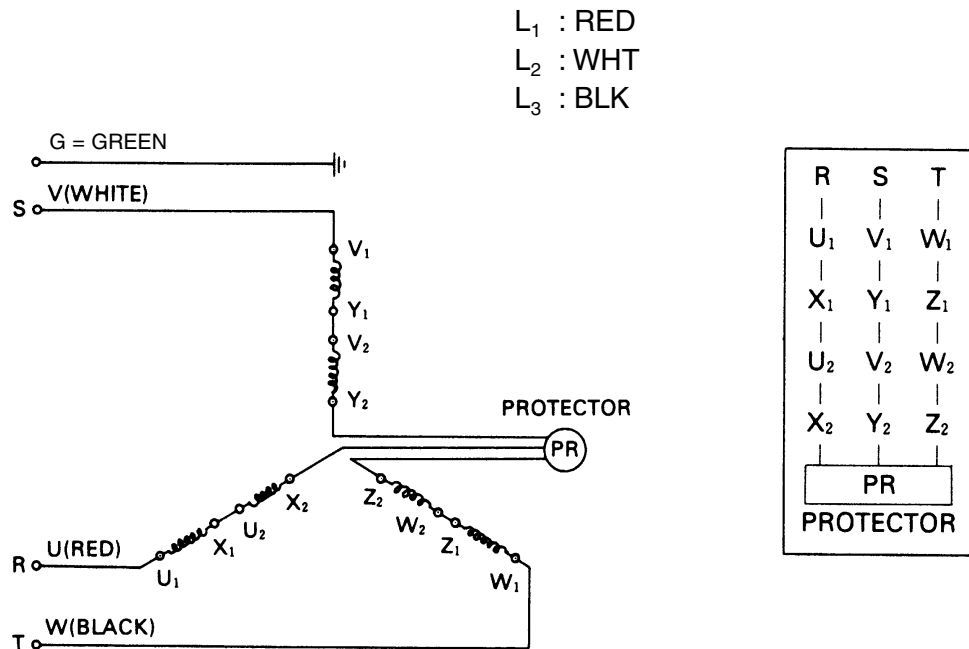 L₁ : RED
L₂ : WHT
L₃ : BLK
G = GREEN
S V(WHITE)
V₁
Y₁
V₂
Y₂
PROTECTOR
PR
X₂
U₂
X₁
U₁
Z₂
W₂
Z₁
W₁
R U(RED)
T W(BLACK)
R S T
U₁ V₁ W₁
X₁ Y₁ Z₁
U₂ V₂ W₂
X₂ Y₂ Z₂
PR
PROTECTOR